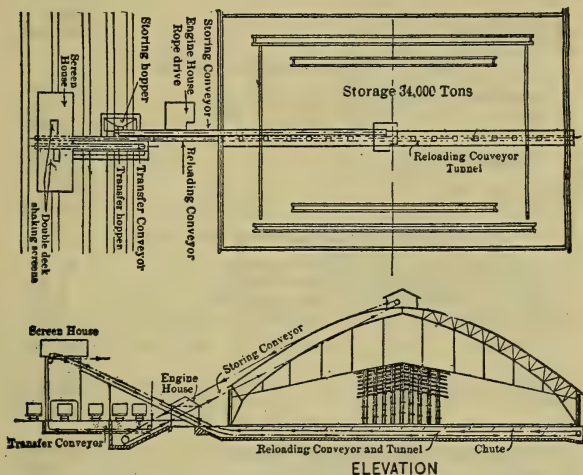 Screen
House
Storing hopper
Engine House
Rope drive
Storing Conveyor
Storage 34,000 Tons
Reloading Conveyor
Tunnel
Double deck
shaking screens
Transfer hopper
Transfer Conveyor
Reloading Conveyor
Screen House
Storing Conveyor
Engine
House
Transfer Conveyor
Reloading Conveyor and Tunnel
Chute
ELEVATION